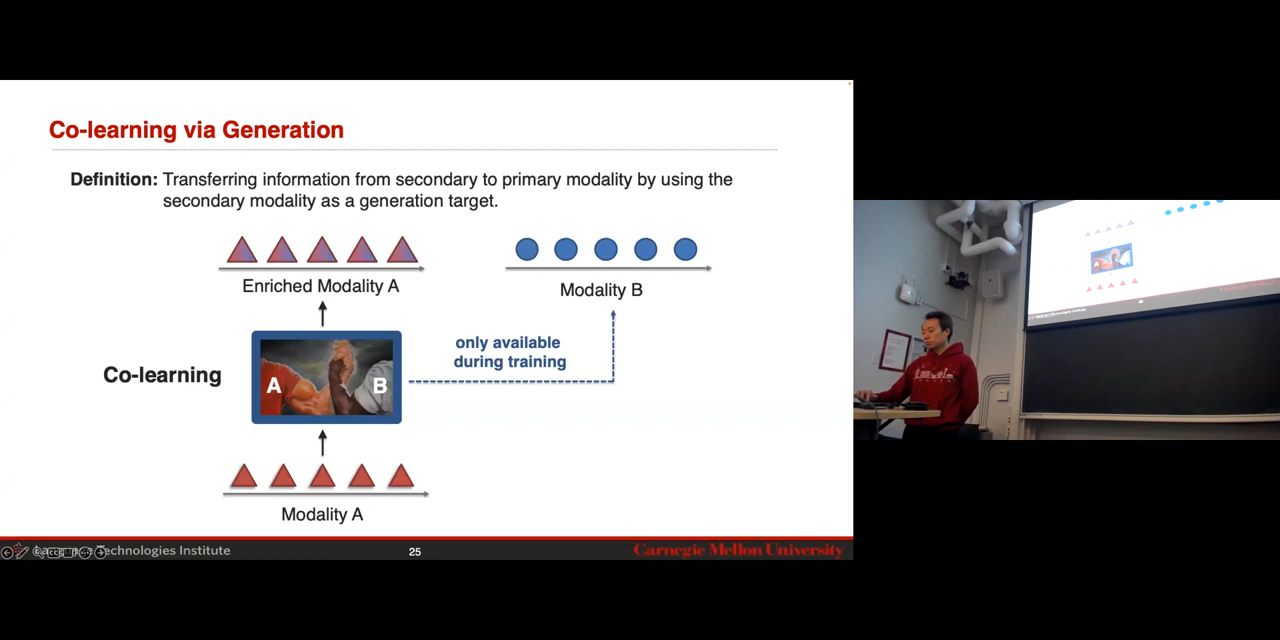 Co-learning via Generation
Definition: Transferring information from secondary to primary modality by using the
secondary modality as a generation target.
Enriched Modality A
Modality B
only available
during training
Co-learning
A
B
Modality A
Technologies Institute
25
Carnegie Mellon University